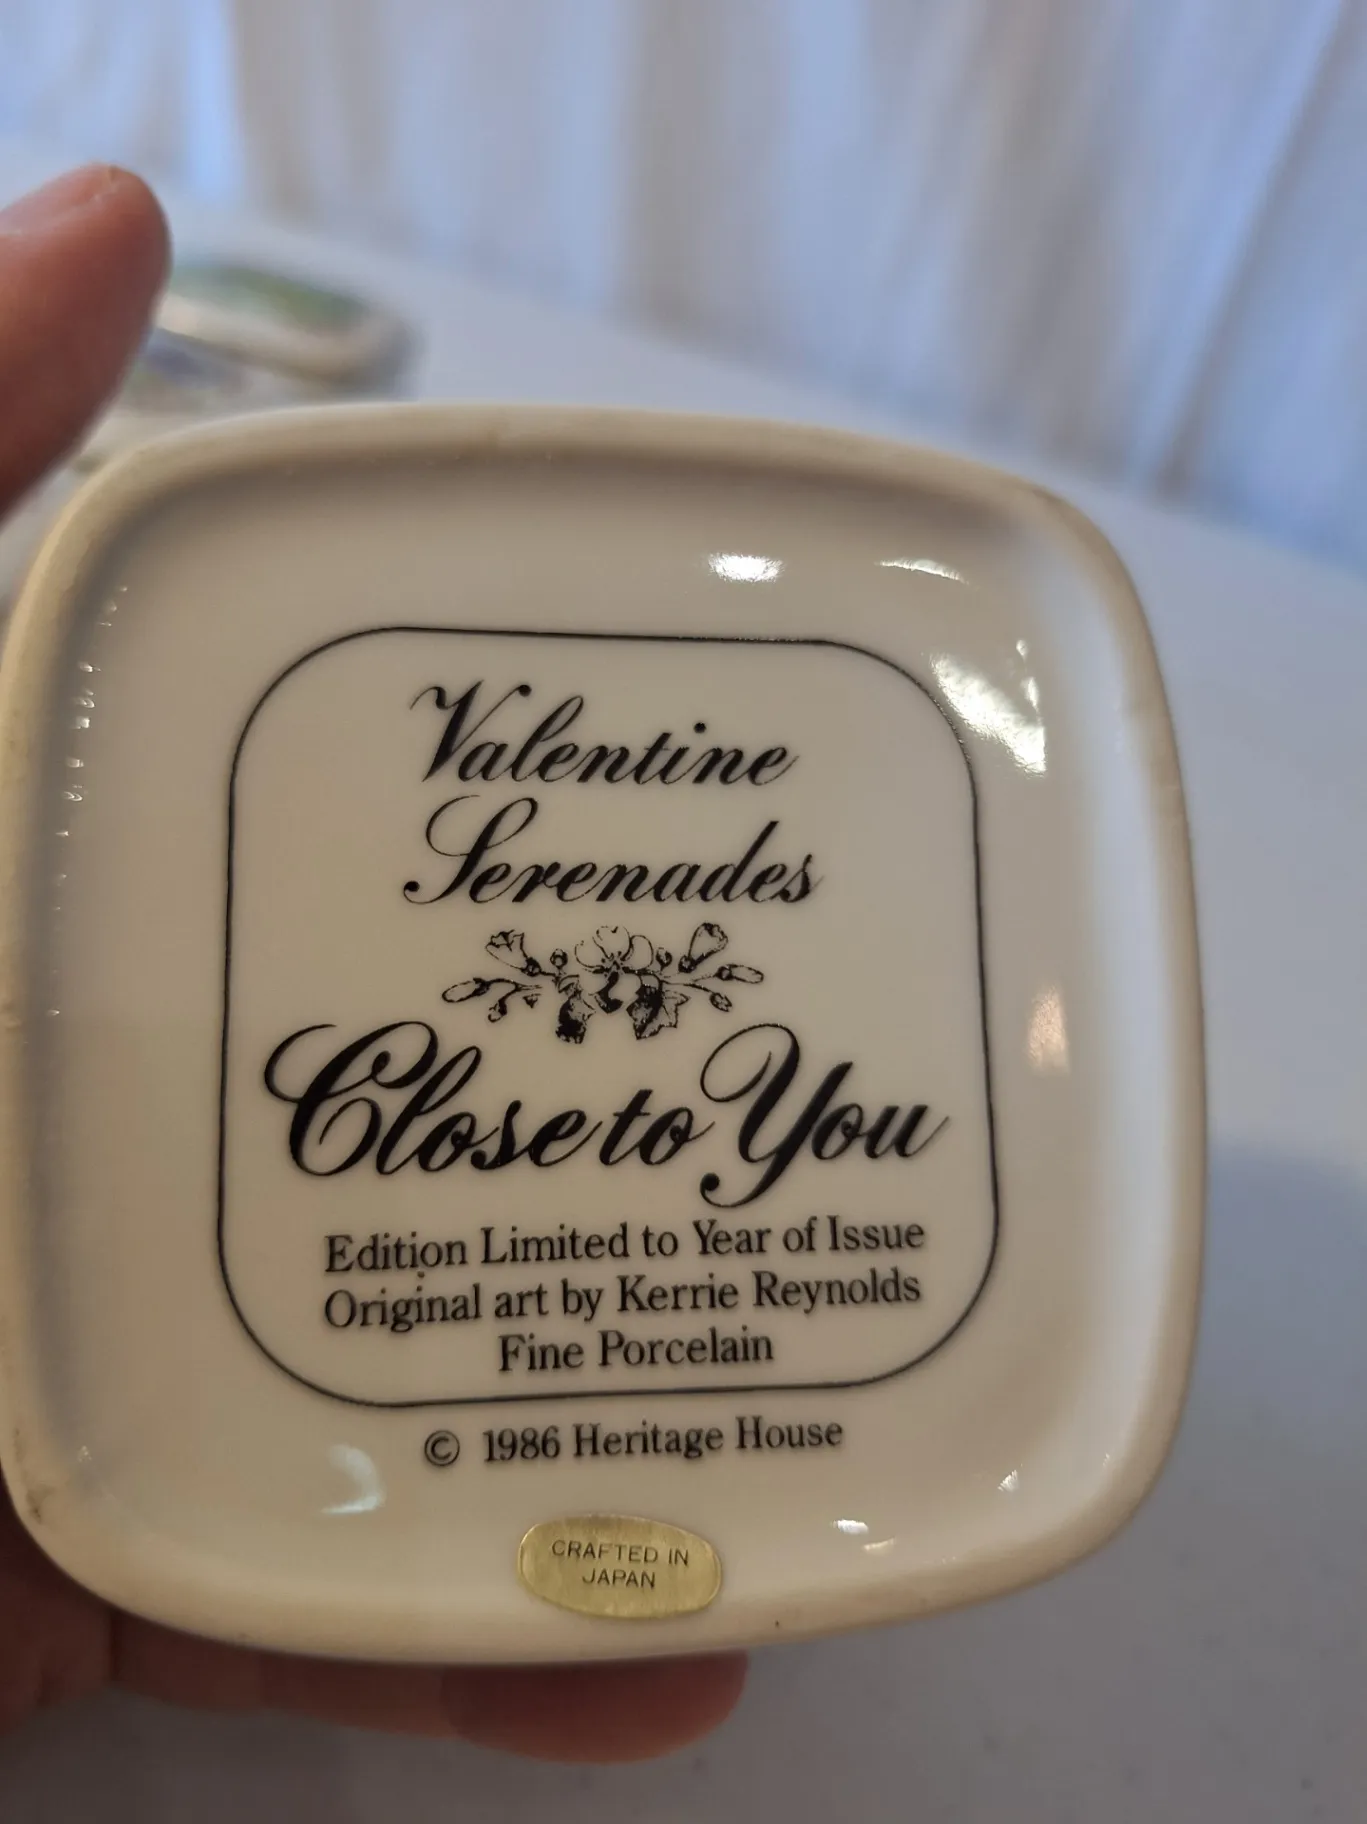 Valentine
Serenades
Close to You
Edition Limited to Year of Issue
Original art by Kerrie Reynolds
Fine Porcelain
© 1986 Heritage House
CRAFTED IN
JAPAN